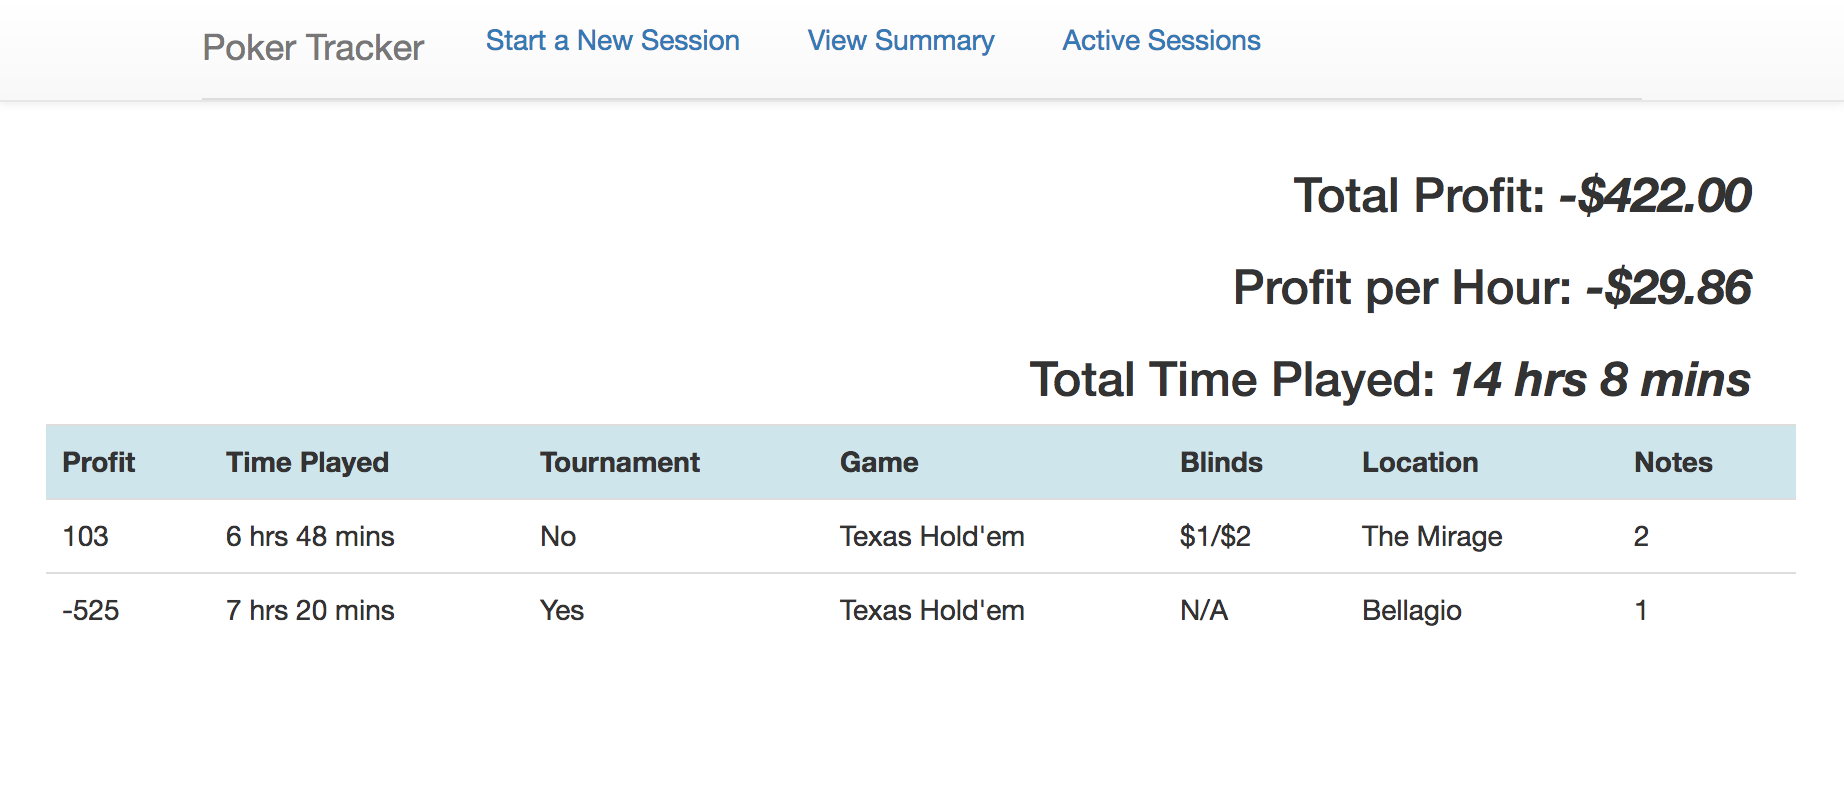 Poker Tracker Start a New Session View Summary Active Sessions
Total Profit: -$422.00
Profit per Hour: -$29.86
Total Time Played: 14 hrs 8 mins
Profit Time Played Tournament Game Blinds Location Notes
103 6 hrs 48 mins No Texas Hold'em $1/$2 The Mirage 2
-525 7 hrs 20 mins Yes Texas Hold'em N/A Bellagio 1